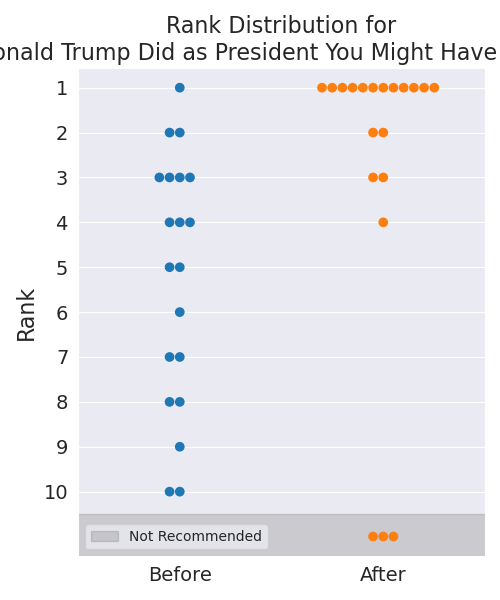 Rank Distribution for
onald Trump Did as President You Might Have
1
2
3
4
5
6
7
8
9
10
Rank
Not Recommended
Before
After